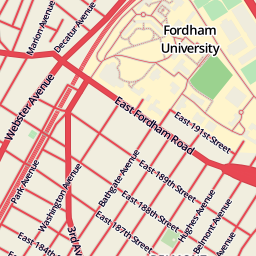 Fordham
University
Marion Avenue
Decatur Avenue
Webster Avenue
East Fordham Road
East 191st Street
Park Avenue
Washington Avenue
Bathgate Avenue
East 189th Street
East 188th Street
East 187th Street
Hughes Avenue
Belmont Avenue
3rd Av
East 184th Street